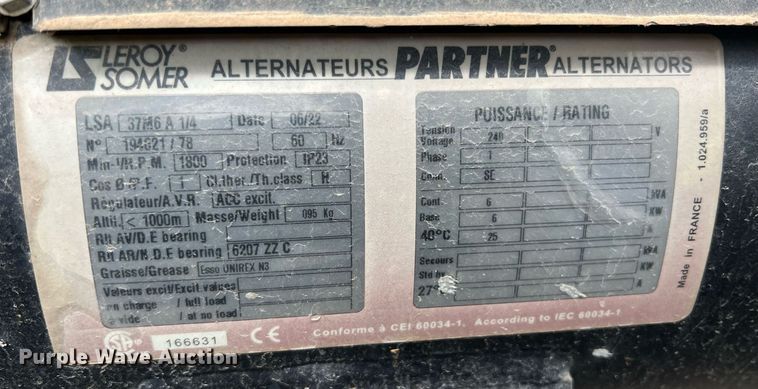 LEROY® SOMER ALTERNATEURS PARTNER® ALTERNATORS
LSA 37M6 A 1/4 Date 06/22
N° 194621 / 78 60 Hz
Min-1/R.P.M. 1800 Protection IP23
Cos Ø /P.F. 1 Cl.ther./Th.class H
Régulateur/A.V.R. ACC excit.
Altit. < 1000m Masse/Weight 095 Kg
Rlt AV/D.E bearing
Rlt AR/N.D.E bearing 6207 ZZ C
Graisse/Grease Esso UNIREX N3
Valeurs excit/Excit values
en charge / full load
à vide / at no load
166631 CE
PUISSANCE / RATING
Tension
Voltage 240 V
Phase 1
Conn. SE
Cont. 6 kVA
Base 6 KW
40°C 25 A
Secours kVA
Std by KW
27° A
Conforme à CEI 60034-1. According to IEC 60034-1
Made in FRANCE - 1.024.959/a
Purple Wave Auction